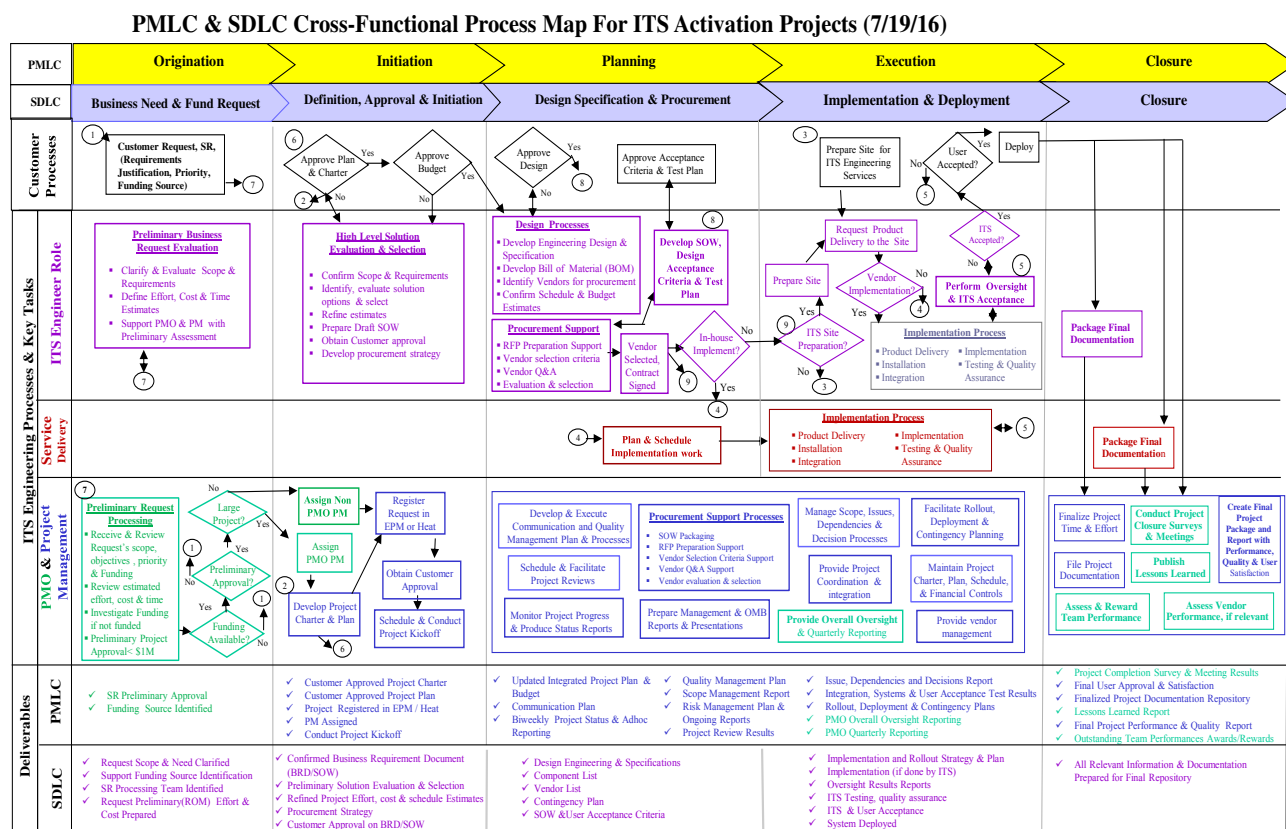 PMLC & SDLC Cross-Functional Process Map For ITS Activation Projects (7/19/16)
PMLC
Origination
Initiation
Planning
Execution
Closure
SDLC
Business Need & Fund Request
Definition, Approval & Initiation
Design Specification & Procurement
Implementation & Deployment
Closure
Customer
Processes
1
Customer Request, SR,
(Requirements
Justification, Priority,
Funding Source)
7
6
Approve Plan
& Charter
Yes
No
2
Approve
Budget
Yes
No
Approve
Design
Yes
No
8
Approve Acceptance
Criteria & Test Plan
3
Prepare Site for
ITS Engineering
Services
User
Accepted?
Yes
No
5
Deploy
ITS Engineering Processes & Key Tasks
ITS Engineer Role
Preliminary Business
Request Evaluation
▪ Clarify & Evaluate Scope &
Requirements
▪ Define Effort, Cost & Time
Estimates
▪ Support PMO & PM with
Preliminary Assessment
7
High Level Solution
Evaluation & Selection
▪ Confirm Scope & Requirements
▪ Identify, evaluate solution
options & select
▪ Refine estimates
▪ Prepare Draft SOW
▪ Obtain Customer approval
▪ Develop procurement strategy
Design Processes
▪ Develop Engineering Design &
Specification
▪ Develop Bill of Material (BOM)
▪ Identify Vendors for procurement
▪ Confirm Schedule & Budget
Estimates
8
Develop SOW,
Design
Acceptance
Criteria & Test
Plan
Procurement Support
▪ RFP Preparation Support
▪ Vendor selection criteria
▪ Vendor Q&A
▪ Evaluation & selection
Vendor
Selected,
Contract
Signed
9
In-house
Implement?
No
Yes
4
Request Product
Delivery to the Site
Prepare Site
Vendor
Implementation?
No
4
Yes
9
ITS Site
Preparation?
Yes
No
3
ITS
Accepted?
Yes
5
Perform Oversight
& ITS Acceptance
Implementation Process
▪ Product Delivery
▪ Installation
▪ Integration
▪ Implementation
▪ Testing & Quality
Assurance
Package Final
Documentation
Service
Delivery
4
Plan & Schedule
Implementation work
Implementation Process
▪ Product Delivery
▪ Installation
▪ Integration
▪ Implementation
▪ Testing & Quality
Assurance
5
Package Final
Documentation
PMO & Project
Management
7
Preliminary Request
Processing
▪ Receive & Review
Request's scope,
objectives , priority
& Funding
▪ Review estimated
effort, cost & time
▪ Investigate Funding
if not funded
▪ Preliminary Project
Approval< $1M
No
Large
Project?
Yes
Yes
1
No
Preliminary
Approval?
Yes
1
Funding
Available?
No
Assign Non
PMO PM
Assign
PMO PM
2
Develop Project
Charter & Plan
6
Register
Request in
EPM or Heat
Obtain Customer
Approval
Schedule & Conduct
Project Kickoff
Develop & Execute
Communication and Quality
Management Plan & Processes
Schedule & Facilitate
Project Reviews
Monitor Project Progress
& Produce Status Reports
Procurement Support Processes
▪ SOW Packaging
▪ RFP Preparation Support
▪ Vendor Selection Criteria Support
▪ Vendor Q&A Support
▪ Vendor evaluation & selection
Prepare Management & OMB
Reports & Presentations
Manage Scope, Issues,
Dependencies &
Decision Processes
Provide Project
Coordination &
integration
Provide Overall Oversight
& Quarterly Reporting
Facilitate Rollout,
Deployment &
Contingency Planning
Maintain Project
Charter, Plan, Schedule,
& Financial Controls
Provide vendor
management
Finalize Project
Time & Effort
File Project
Documentation
Conduct Project
Closure Surveys
& Meetings
Publish
Lessons Learned
Create Final
Project
Package and
Report with
Performance,
Quality & User
Satisfaction
Assess & Reward
Team Performance
Assess Vendor
Performance, if relevant
Deliverables
PMLC
✓ SR Preliminary Approval
✓ Funding Source Identified
✓ Customer Approved Project Charter
✓ Customer Approved Project Plan
✓ Project Registered in EPM / Heat
✓ PM Assigned
✓ Conduct Project Kickoff
✓ Updated Integrated Project Plan &
Budget
✓ Communication Plan
✓ Biweekly Project Status & Adhoc
Reporting
✓ Quality Management Plan
✓ Scope Management Report
✓ Risk Management Plan &
Ongoing Reports
✓ Project Review Results
✓ Issue, Dependencies and Decisions Report
✓ Integration, Systems & User Acceptance Test Results
✓ Rollout, Deployment & Contingency Plans
✓ PMO Overall Oversight Reporting
✓ PMO Quarterly Reporting
✓ Project Completion Survey & Meeting Results
✓ Final User Approval & Satisfaction
✓ Finalized Project Documentation Repository
✓ Lessons Learned Report
✓ Final Project Performance & Quality Report
✓ Outstanding Team Performances Awards/Rewards
SDLC
✓ Request Scope & Need Clarified
✓ Support Funding Source Identification
✓ SR Processing Team Identified
✓ Request Preliminary(ROM) Effort &
Cost Prepared
✓ Confirmed Business Requirement Document
(BRD/SOW)
✓ Preliminary Solution Evaluation & Selection
✓ Refined Project Effort, cost & schedule Estimates
✓ Procurement Strategy
✓ Customer Approval on BRD/SOW
✓ Design Engineering & Specifications
✓ Component List
✓ Vendor List
✓ Contingency Plan
✓ SOW &User Acceptance Criteria
✓ Implementation and Rollout Strategy & Plan
✓ Implementation (if done by ITS)
✓ Oversight Results Reports
✓ ITS Testing, quality assurance
✓ ITS & User Acceptance
✓ System Deployed
✓ All Relevant Information & Documentation
Prepared for Final Repository